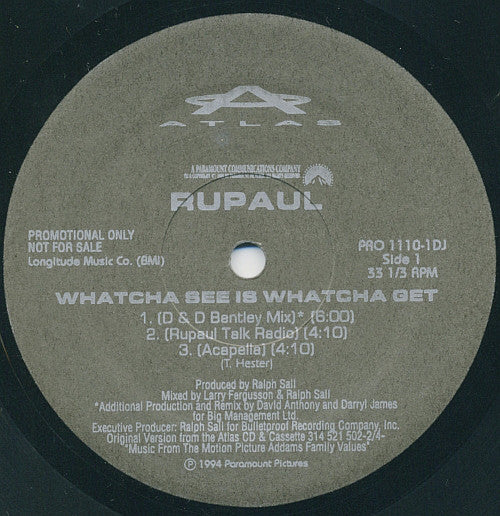 ATLAS
A PARAMOUNT COMMUNICATIONS COMPANY
RUPAUL
PROMOTIONAL ONLY
NOT FOR SALE
Longitude Music Co. (BMI)
PRO 1110-1DJ
Side 1
33 1/3 RPM
WHATCHA SEE IS WHATCHA GET
1. (D & D Bentley Mix)* (6:00)
2. (Rupaul Talk Radio) (4:10)
3. (Acapella) (4:10)
(T. Hester)
Produced by Ralph Sall
Mixed by Larry Fergusson & Ralph Sall
*Additional Production and Remix by David Anthony and Darryl James
for Big Management Ltd.
Executive Producer: Ralph Sall for Bulletproof Recording Company, Inc.
Original Version from the Atlas CD & Cassette 314 521 502-2/4-
"Music From The Motion Picture Addams Family Values"
℗ 1994 Paramount Pictures